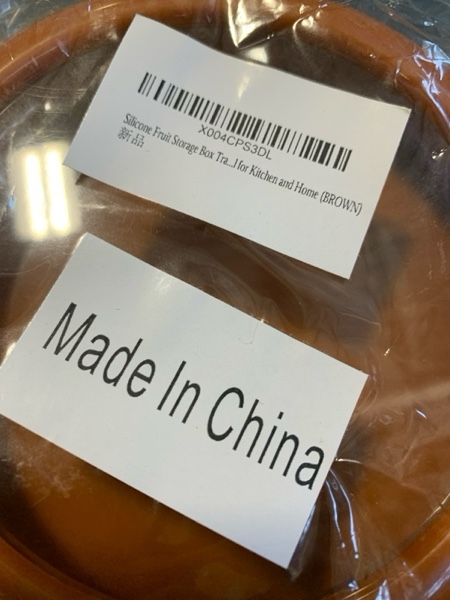 X004CPS3DL
Silicone Fruit Storage Box Tra...l for Kitchen and Home (BROWN)
新品
Made In China